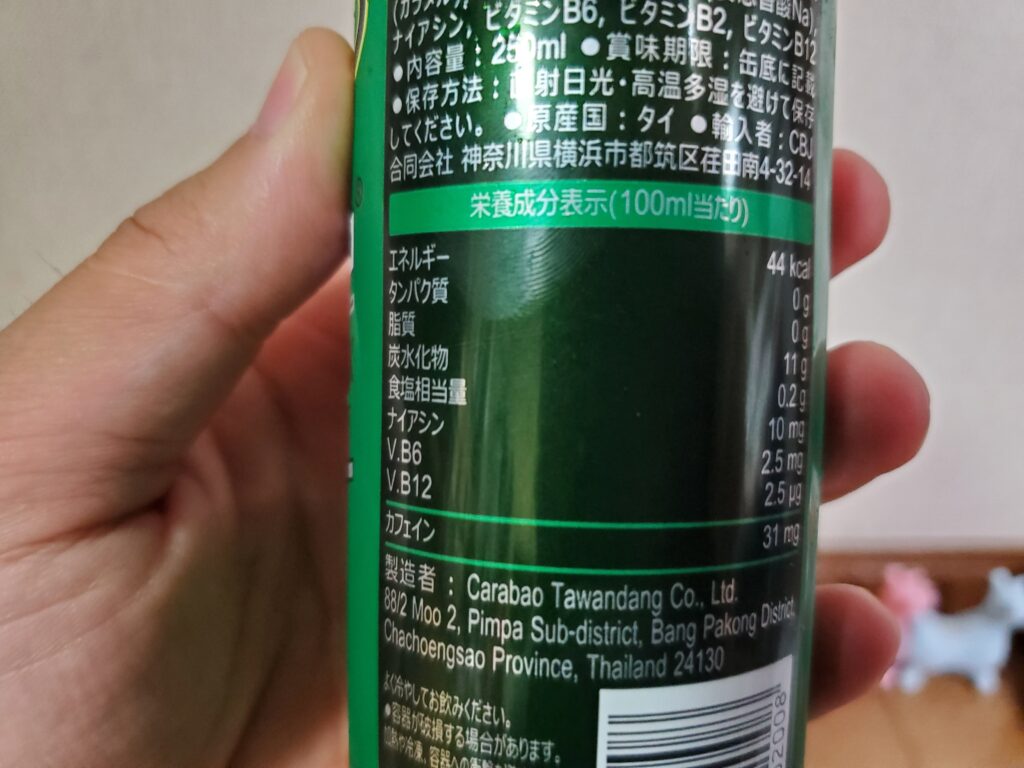 ナイアシン, ビタミンB6, ビタミンB2, ビタミンB12
●内容量：250ml ●賞味期限：缶底に記載
●保存方法：直射日光・高温多湿を避けて保存
してください。 ●原産国：タイ ●輸入者：CBJ
合同会社 神奈川県横浜市都筑区荏田南4-32-14
栄養成分表示(100ml当たり)
エネルギー 44 kcal
タンパク質 0 g
脂質 0 g
炭水化物 11 g
食塩相当量 0.2 g
ナイアシン 10 mg
V.B6 2.5 mg
V.B12 2.5 μg
カフェイン 31 mg
製造者 : Carabao Tawandang Co., Ltd.
88/2 Moo 2, Pimpa Sub-district, Bang Pakong District,
Chachoengsao Province, Thailand 24130
よく冷やしてお飲みください。
●容器が破損する場合があります。